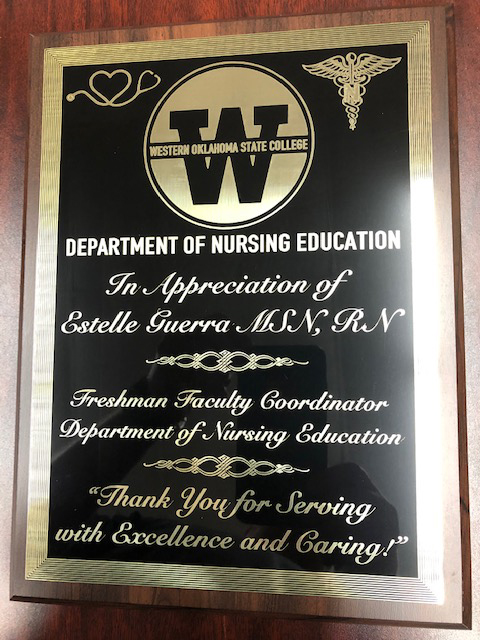 N
W
WESTERN OKLAHOMA STATE COLLEGE
DEPARTMENT OF NURSING EDUCATION
In Appreciation of
Estelle Guerra MSN, RN
Freshman Faculty Coordinator
Department of Nursing Education
“Thank You for Serving
with Excellence and Caring!”